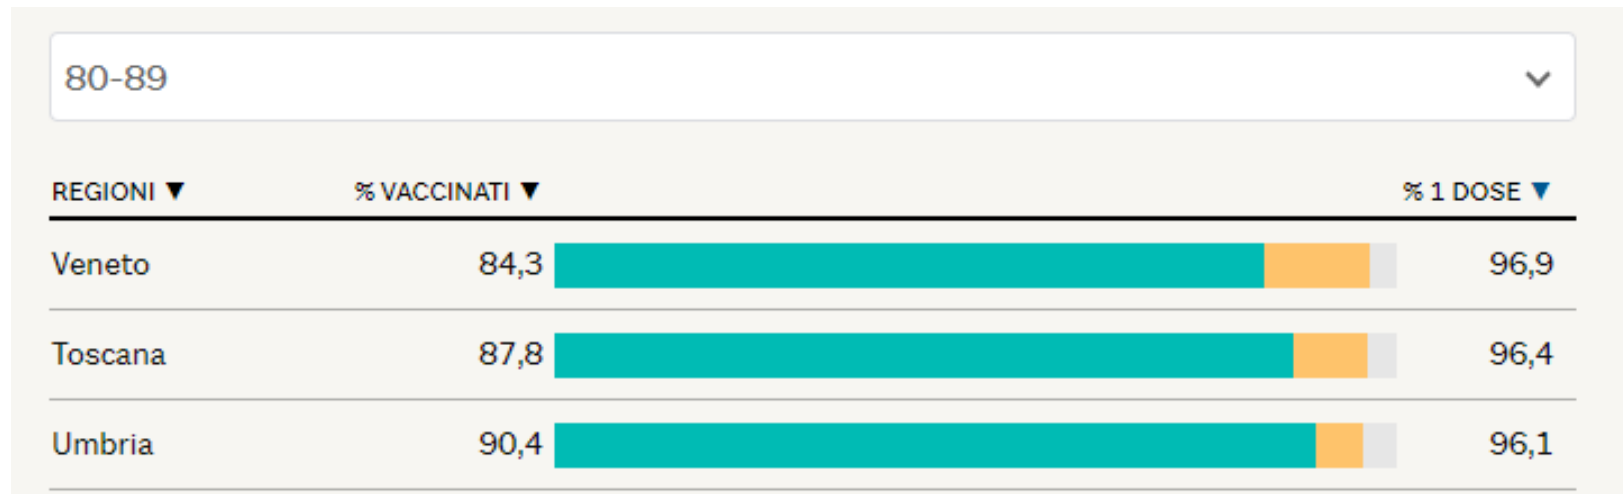 80-89
REGIONI ▼ % VACCINATI ▼ % 1 DOSE ▼
Veneto 84,3 96,9
Toscana 87,8 96,4
Umbria 90,4 96,1